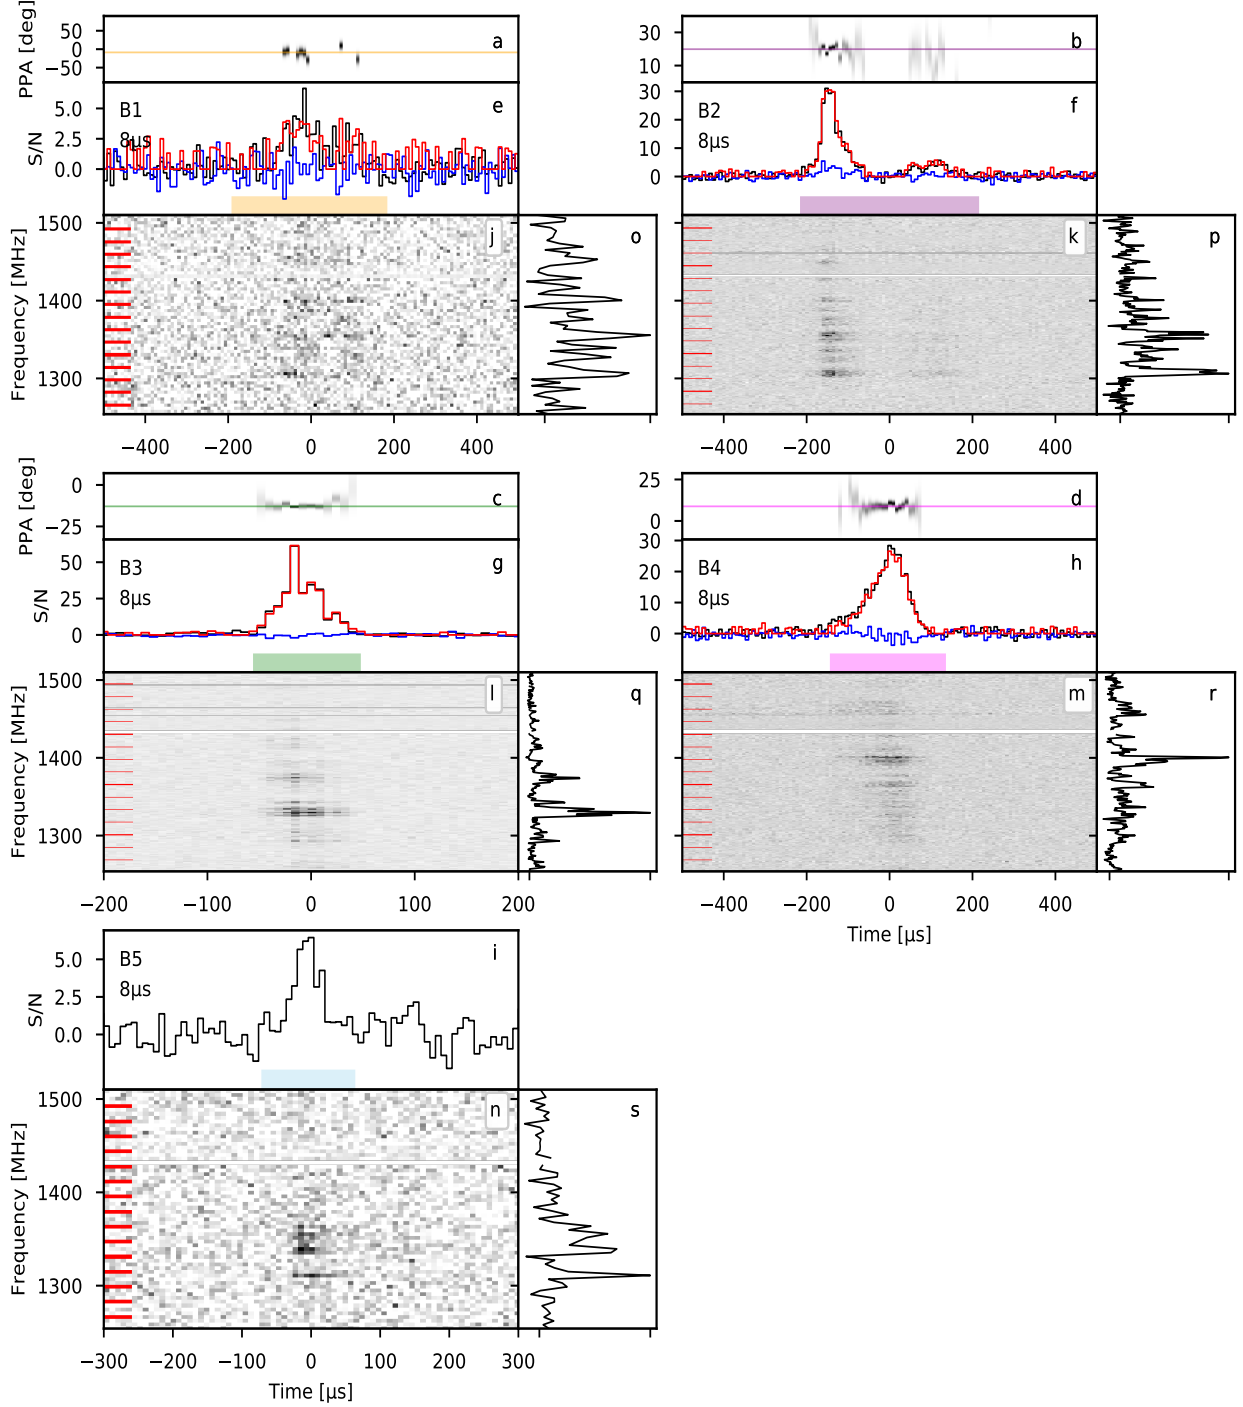 PPA [deg]
50
0
−50
a
30
10
b
S/N
5.0
2.5
0.0
B1
8μs
e
30
20
10
0
B2
8μs
f
Frequency [MHz]
1500
1400
1300
j
o
k
p
−400 −200 0 200 400
−400 −200 0 200 400
PPA [deg]
0
−25
c
25
0
d
S/N
50
25
0
B3
8μs
g
30
20
10
0
B4
8μs
h
Frequency [MHz]
1500
1400
1300
l
q
m
r
−200 −100 0 100 200
−400 −200 0 200 400
Time [μs]
S/N
5.0
2.5
0.0
B5
8μs
i
Frequency [MHz]
1500
1400
1300
n
s
−300 −200 −100 0 100 200 300
Time [μs]